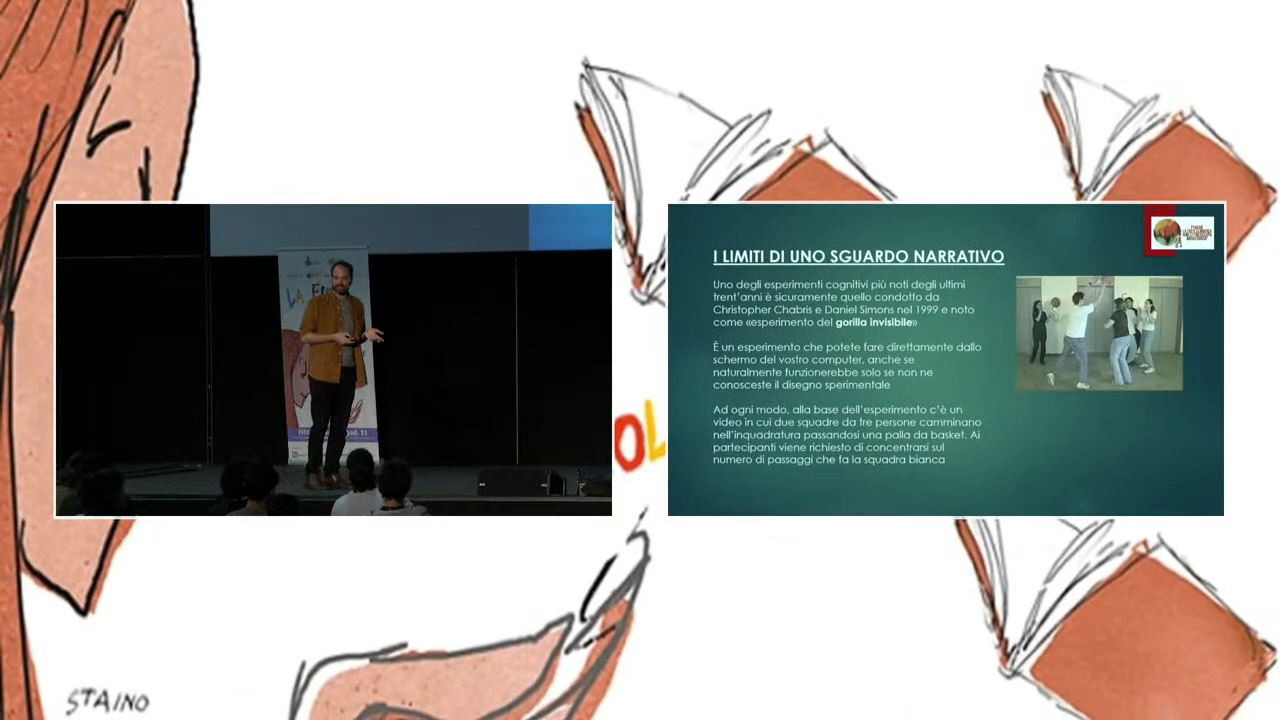 I LIMITI DI UNO SGUARDO NARRATIVO
Uno degli esperimenti cognitivi più noti degli ultimi
trent'anni è sicuramente quello condotto da
Christopher Chabris e Daniel Simons nel 1999 e noto
come «esperimento del gorilla invisibile»
È un esperimento che potete fare direttamente dallo
schermo del vostro computer, anche se
naturalmente funzionerebbe solo se non ne
conosceste il disegno sperimentale
Ad ogni modo, alla base dell'esperimento c'è un
video in cui due squadre da tre persone camminano
nell'inquadratura passandosi una palla da basket. Ai
partecipanti viene richiesto di concentrarsi sul
numero di passaggi che fa la squadra bianca
LA
OL
STAINO